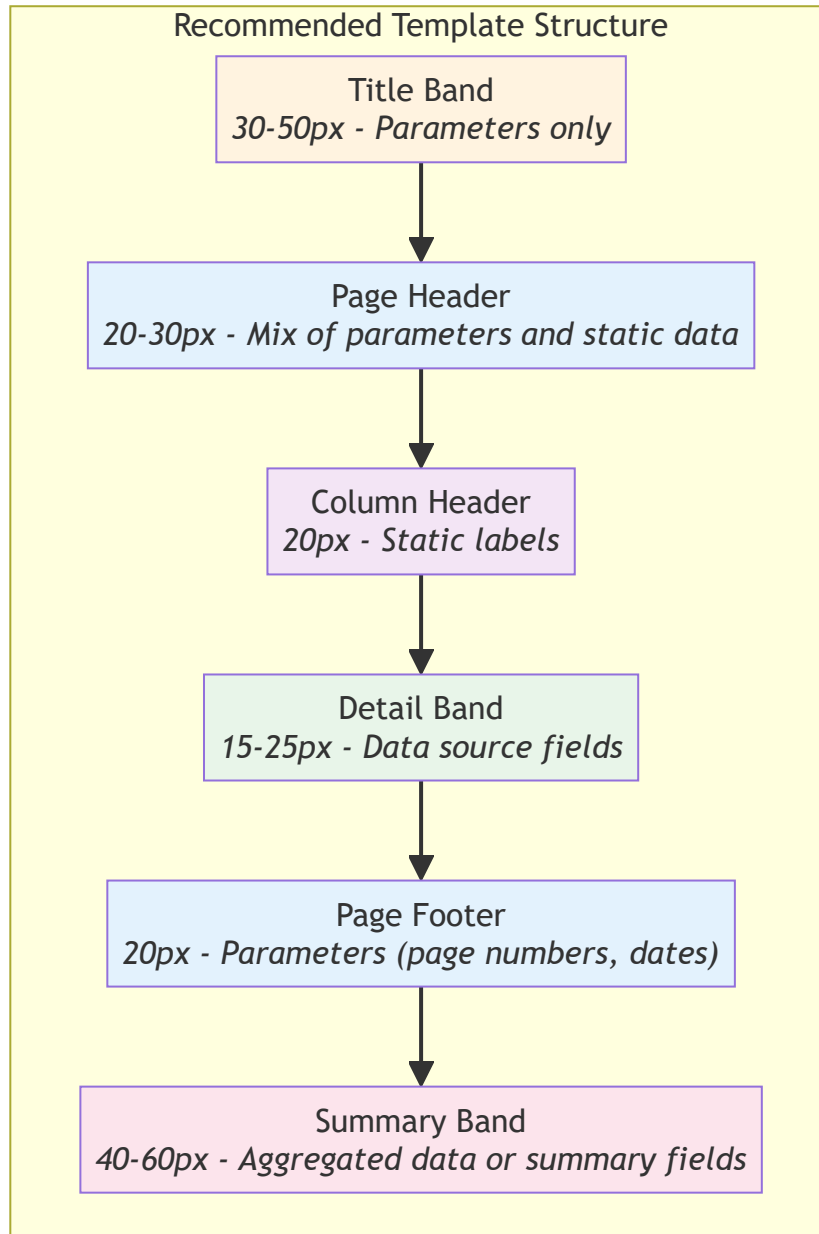 Recommended Template Structure
Title Band
30-50px - Parameters only
Page Header
20-30px - Mix of parameters and static data
Column Header
20px - Static labels
Detail Band
15-25px - Data source fields
Page Footer
20px - Parameters (page numbers, dates)
Summary Band
40-60px - Aggregated data or summary fields